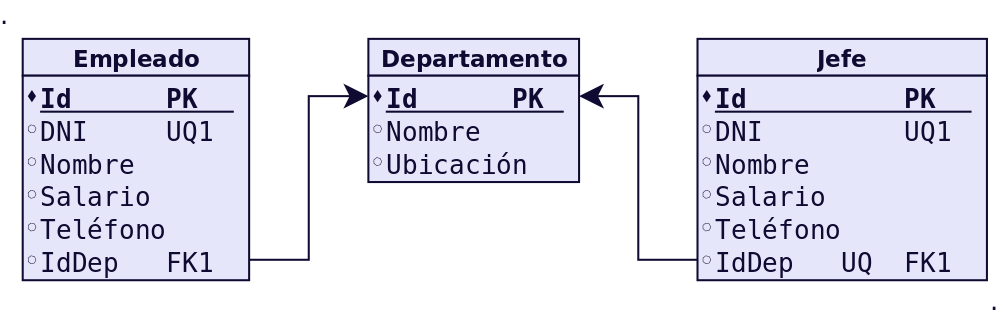 .
Empleado
Id PK
DNI UQ1
Nombre
Salario
Teléfono
IdDep FK1
Departamento
Id PK
Nombre
Ubicación
Jefe
Id PK
DNI UQ1
Nombre
Salario
Teléfono
IdDep UQ FK1
.